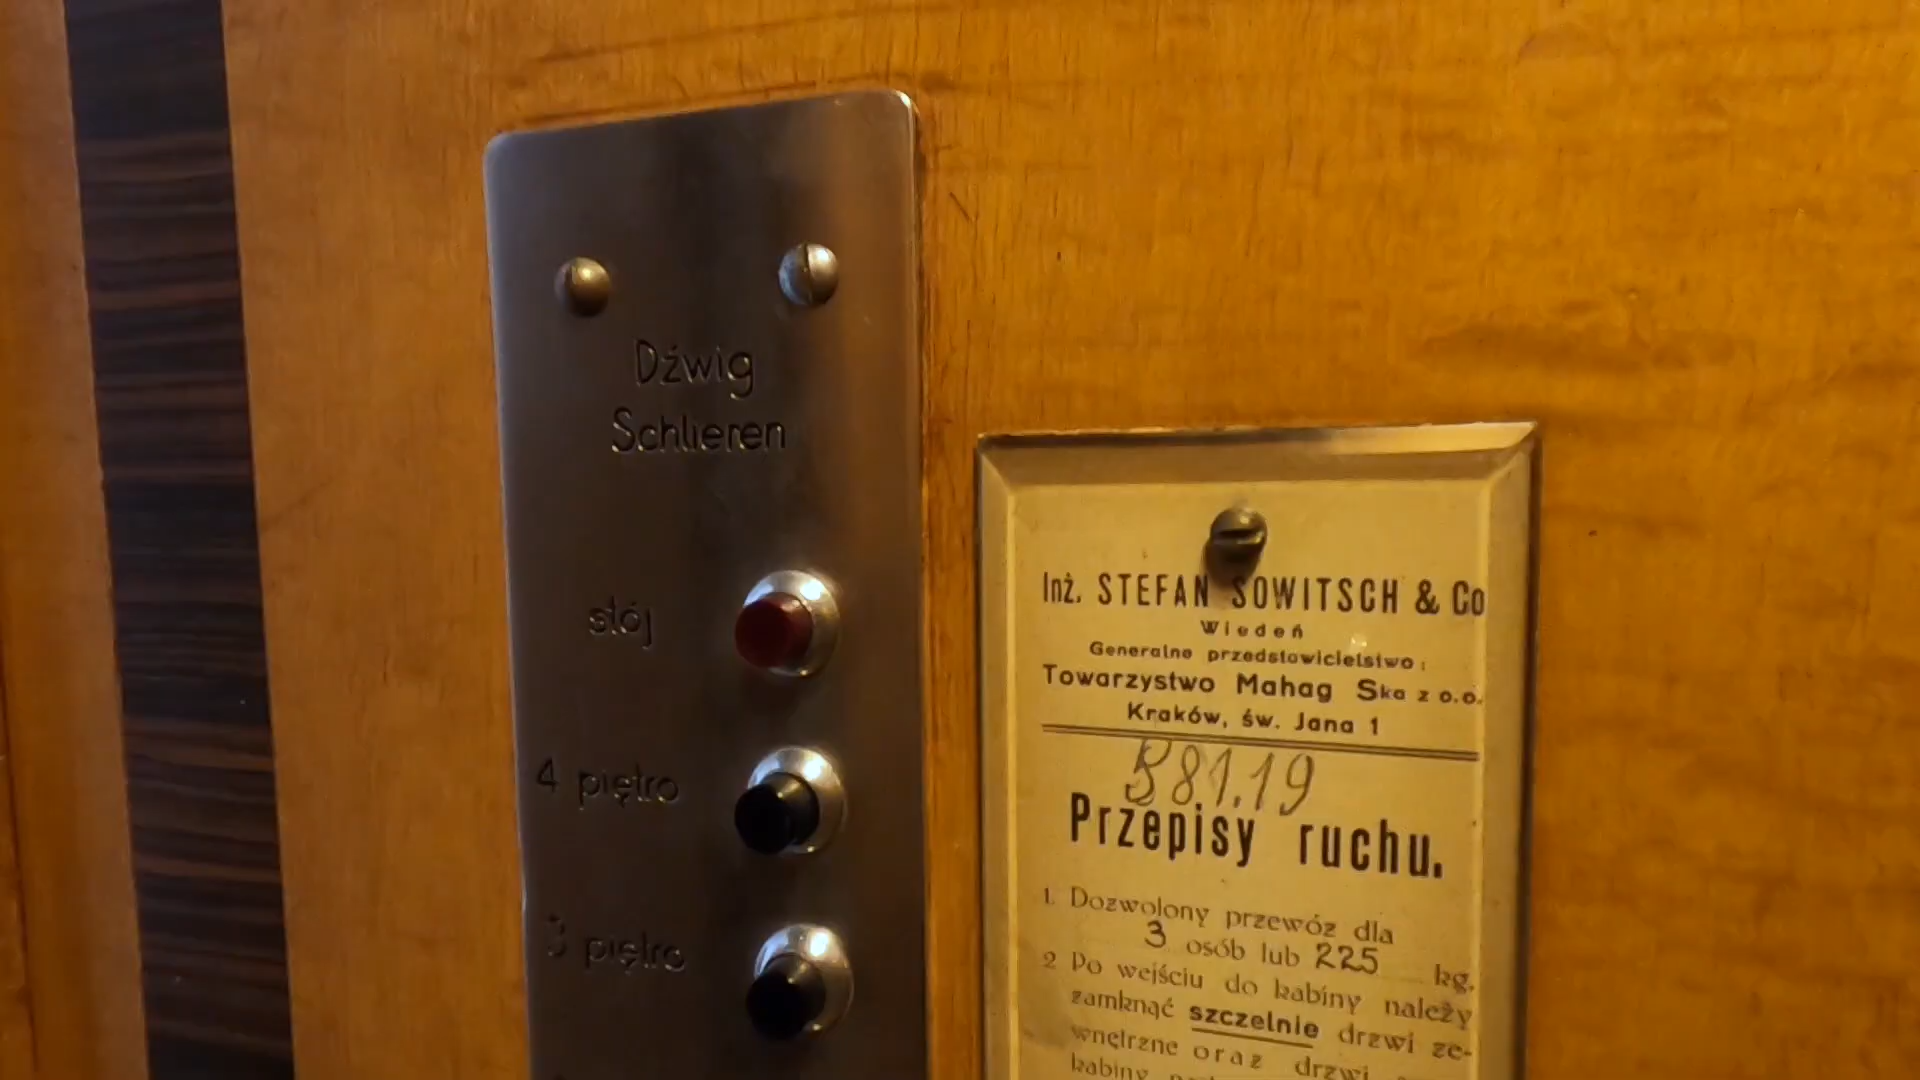 Dźwig
Schlieren
stój
4 piętro
3 piętro
Inż. STEFAN SOWITSCH & Co
Wiedeń
Generalne przedstawicielstwo:
Towarzystwo Mahag Ska z o.o.
Kraków, św. Jana 1
381.19
Przepisy ruchu.
1. Dozwolony przewóz dla
3 osób lub 225 kg.
2 Po wejściu do kabiny należy
zamknąć szczelnie drzwi ze-
wnętrzne oraz drzwi
kabiny